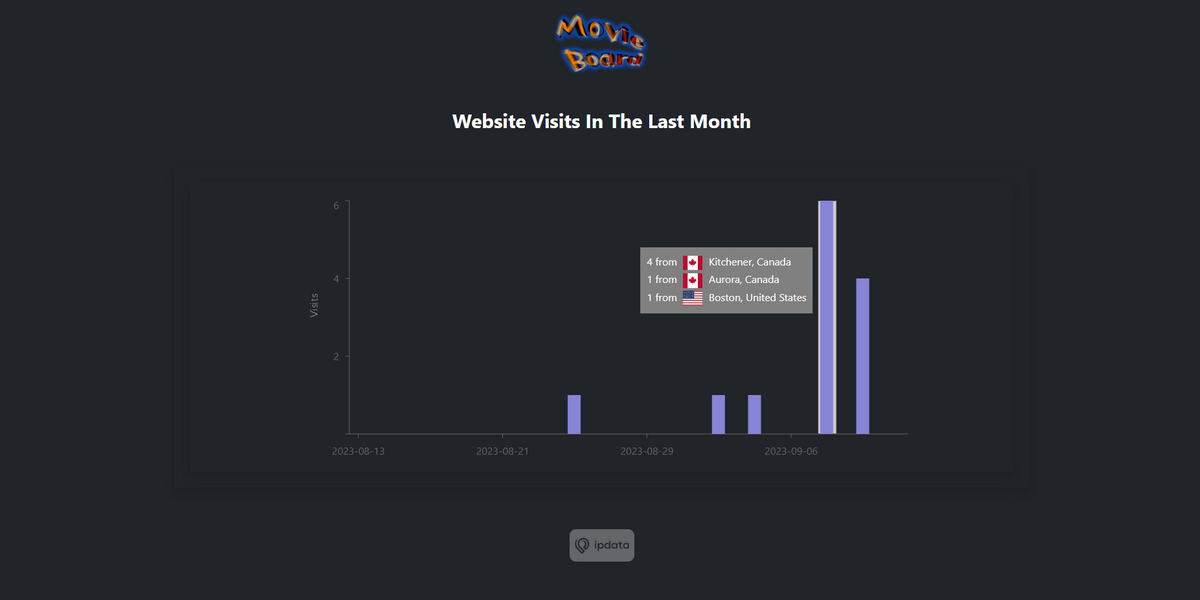 Movie
Board
Website Visits In The Last Month
6
4
2
Visits
4 from Kitchener, Canada
1 from Aurora, Canada
1 from Boston, United States
2023-08-13 2023-08-21 2023-08-29 2023-09-06
ipdata